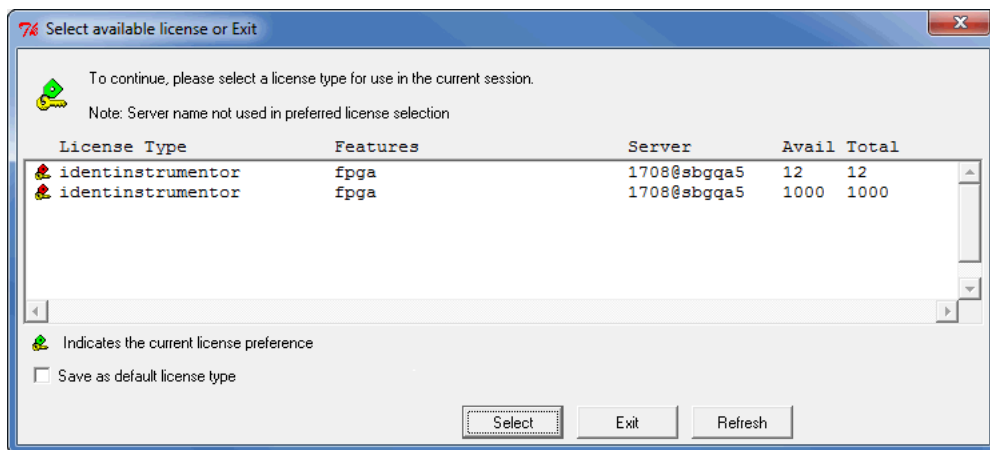 Select available license or Exit
To continue, please select a license type for use in the current session.
Note: Server name not used in preferred license selection
License Type Features Server Avail Total
identinstrumentor fpga 1708@sbgqa5 12 12
identinstrumentor fpga 1708@sbgqa5 1000 1000
Indicates the current license preference
Save as default license type
Select Exit Refresh